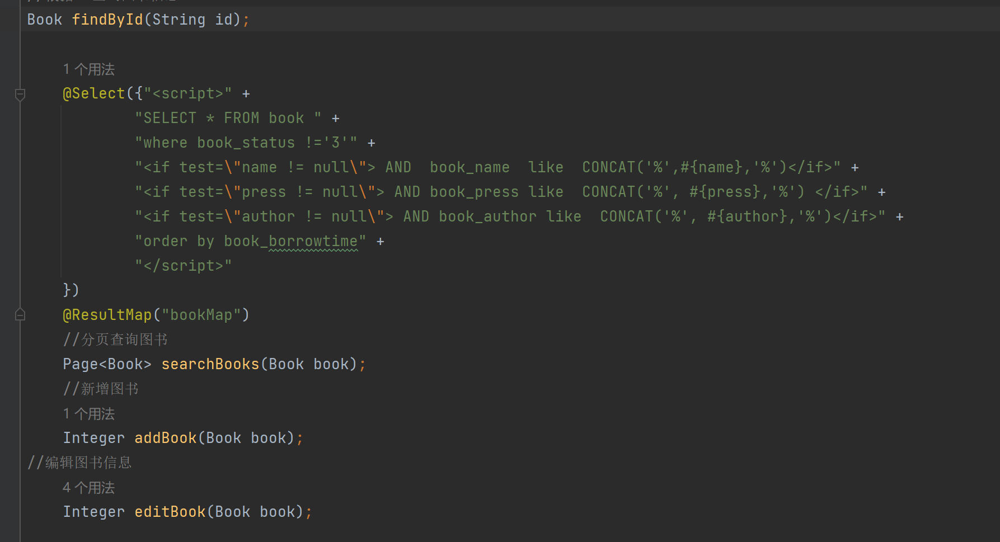 Book findById(String id);
1 个用法
@Select({"<script>" +
"SELECT * FROM book " +
"where book_status !='3'" +
"<if test=\"name != null\"> AND  book_name  like  CONCAT('%',#{name},'%')</if>" +
"<if test=\"press != null\"> AND book_press like  CONCAT('%', #{press},'%') </if>" +
"<if test=\"author != null\"> AND book_author like  CONCAT('%', #{author},'%')</if>" +
"order by book_borrowtime" +
"</script>"
})
@ResultMap("bookMap")
//分页查询图书
Page<Book> searchBooks(Book book);
//新增图书
1 个用法
Integer addBook(Book book);
//编辑图书信息
4 个用法
Integer editBook(Book book);